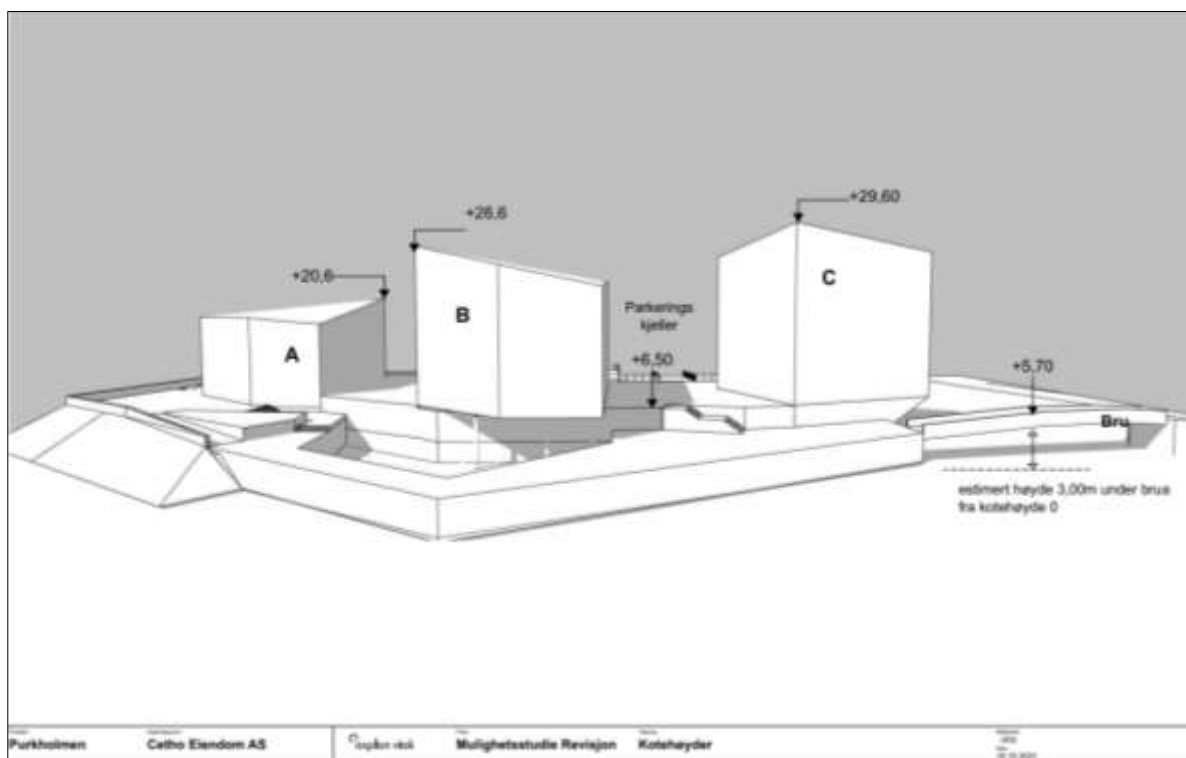 +29,60
+26,6
+20,6
C
B
Parkerings
kjeller
A
+6,50
+5,70
Bru
estimert høyde 3,00m under brua
fra kotehøyde 0
Purkholmen
Cetho Eiendom AS
Mulighetsstudie Revisjon
Kotehøyder